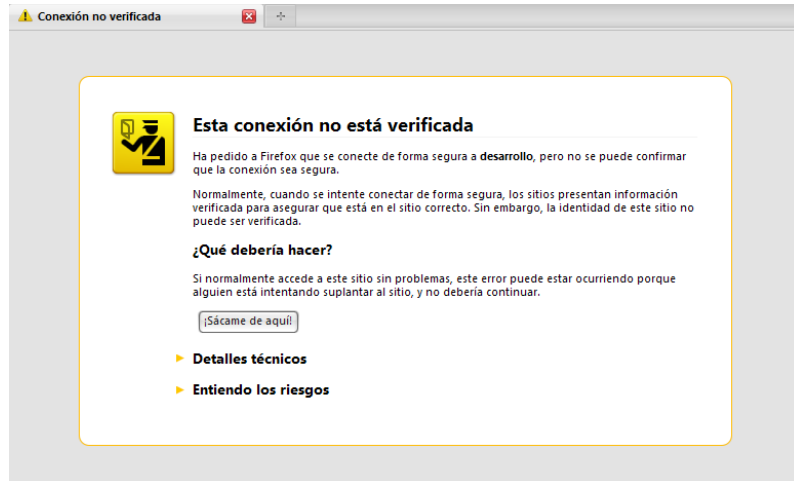 Conexión no verificada
Esta conexión no está verificada
Ha pedido a Firefox que se conecte de forma segura a desarrollo, pero no se puede confirmar
que la conexión sea segura.
Normalmente, cuando se intente conectar de forma segura, los sitios presentan información
verificada para asegurar que está en el sitio correcto. Sin embargo, la identidad de este sitio no
puede ser verificada.
¿Qué debería hacer?
Si normalmente accede a este sitio sin problemas, este error puede estar ocurriendo porque
alguien está intentando suplantar al sitio, y no debería continuar.
¡Sácame de aquí!
Detalles técnicos
Entiendo los riesgos